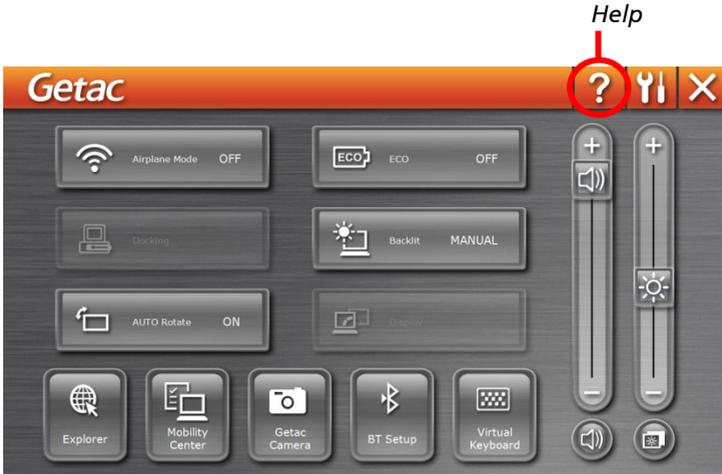 Help
Getac
?
Airplane Mode OFF
ECO ECO OFF
Docking
Backlit MANUAL
AUTO Rotate ON
Display
Explorer
Mobility
Center
Getac
Camera
BT Setup
Virtual
Keyboard